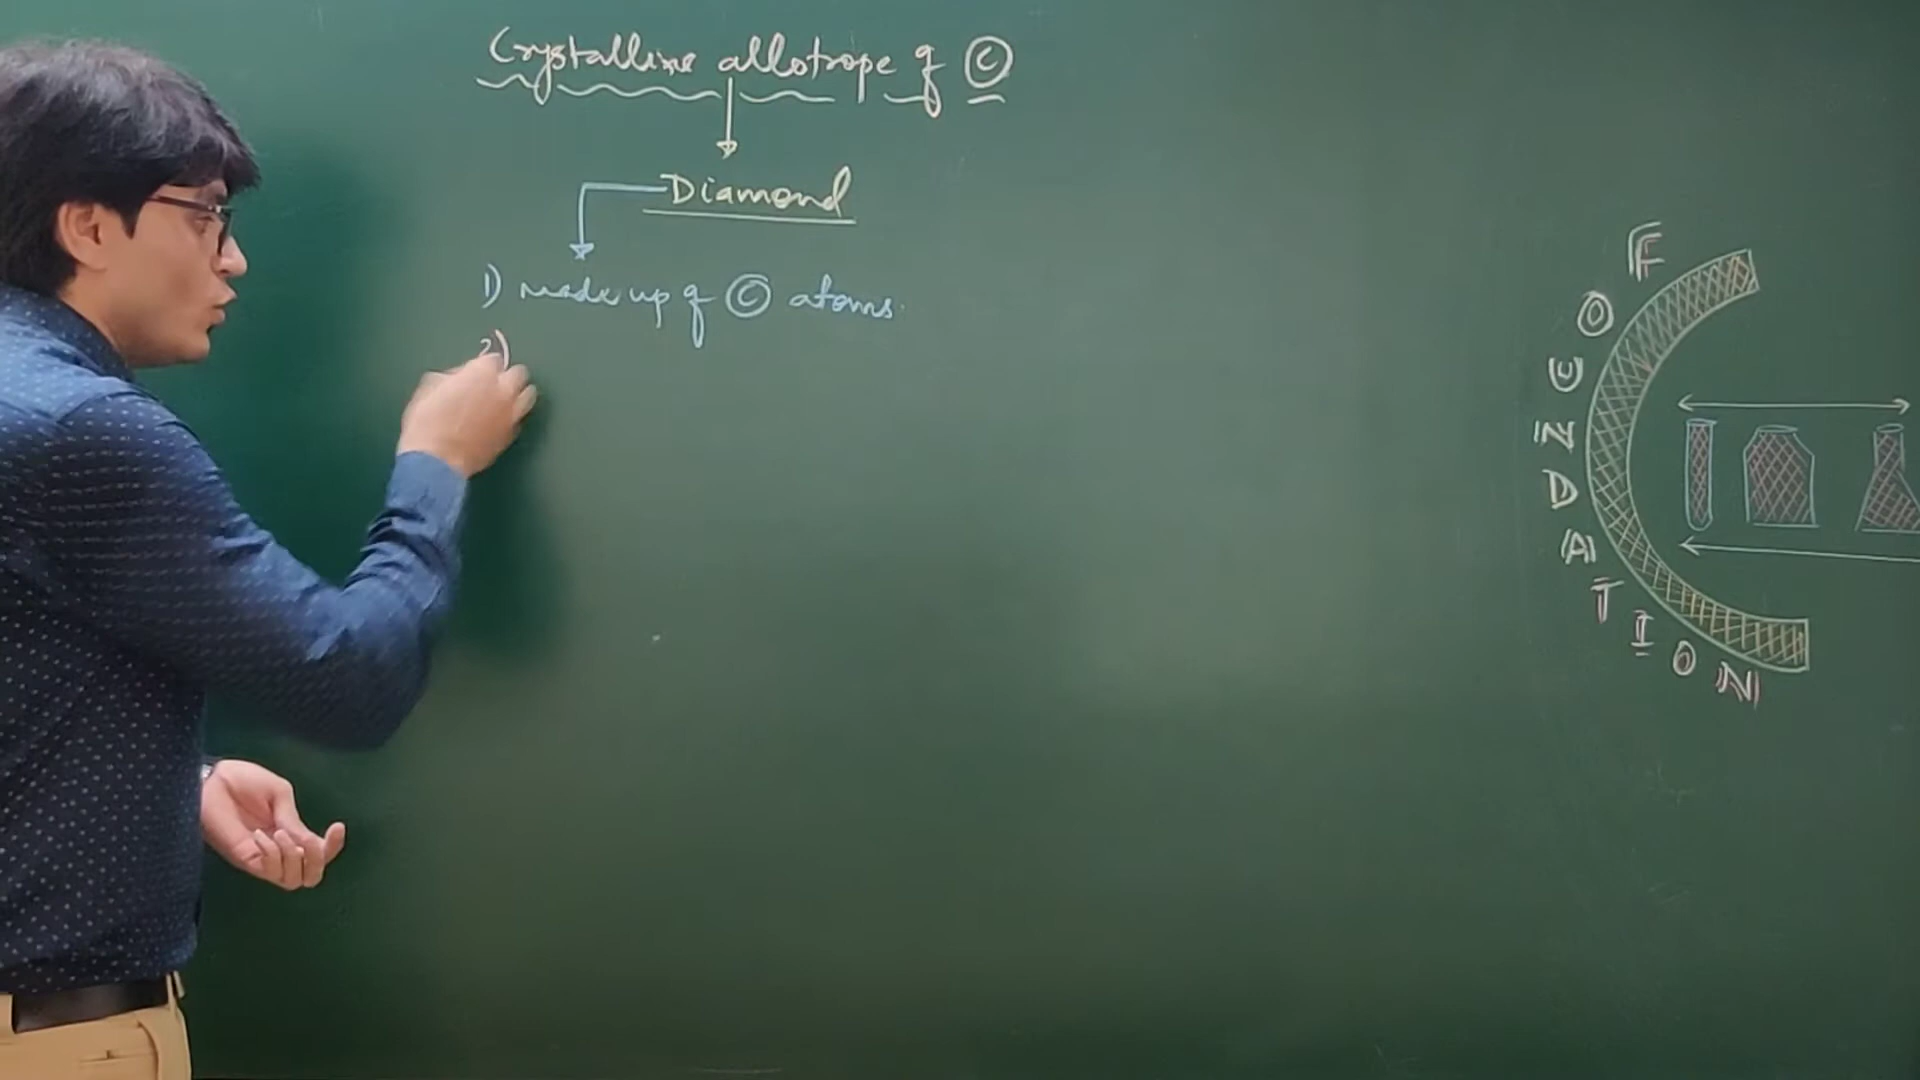 Crystalline allotrope of C
Diamond
1) made up of C atoms.
2)
FOUNDATION